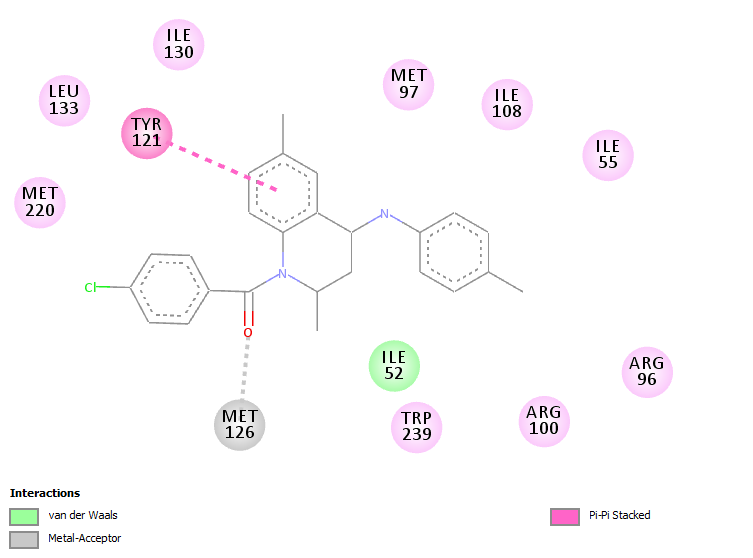 ILE
130
LEU
133
TYR
121
MET
97
ILE
108
ILE
55
MET
220
N
N
Cl
O
ILE
52
ARG
96
MET
126
TRP
239
ARG
100
Interactions
van der Waals
Metal-Acceptor
Pi-Pi Stacked